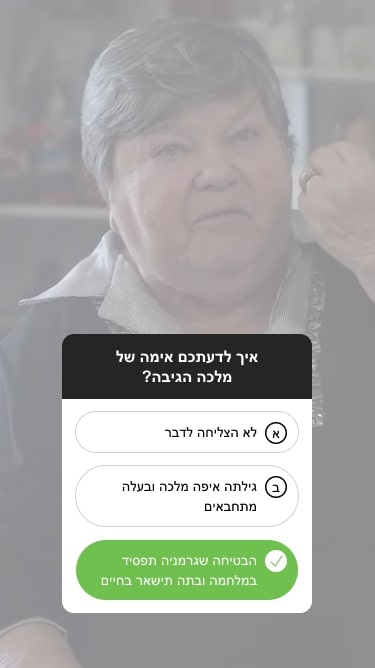 איך לדעתכם אימה של
מלכה הגיבה?
א לא הצליחה לדבר
ב גילתה איפה מלכה ובעלה
מתחבאים
הבטיחה שגרמניה תפסיד
במלחמה ובתה תישאר בחיים